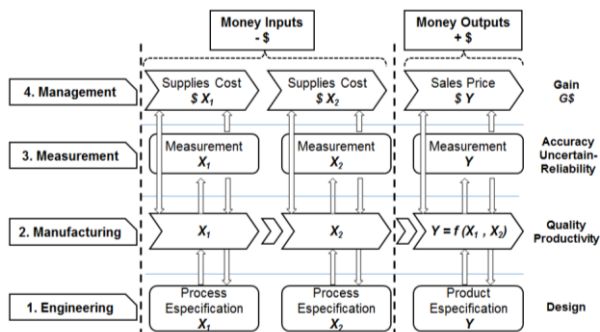 Money Inputs
- $
Money Outputs
+ $
4. Management
Supplies Cost
$ X1
Supplies Cost
$ X2
Sales Price
$ Y
Gain
G$
3. Measurement
Measurement
X1
Measurement
X2
Measurement
Y
Accuracy
Uncertain-
Reliability
2. Manufacturing
X1
X2
Y = f (X1 , X2)
Quality
Productivity
1. Engineering
Process
Especification
X1
Process
Especification
X2
Product
Especification
Y
Design